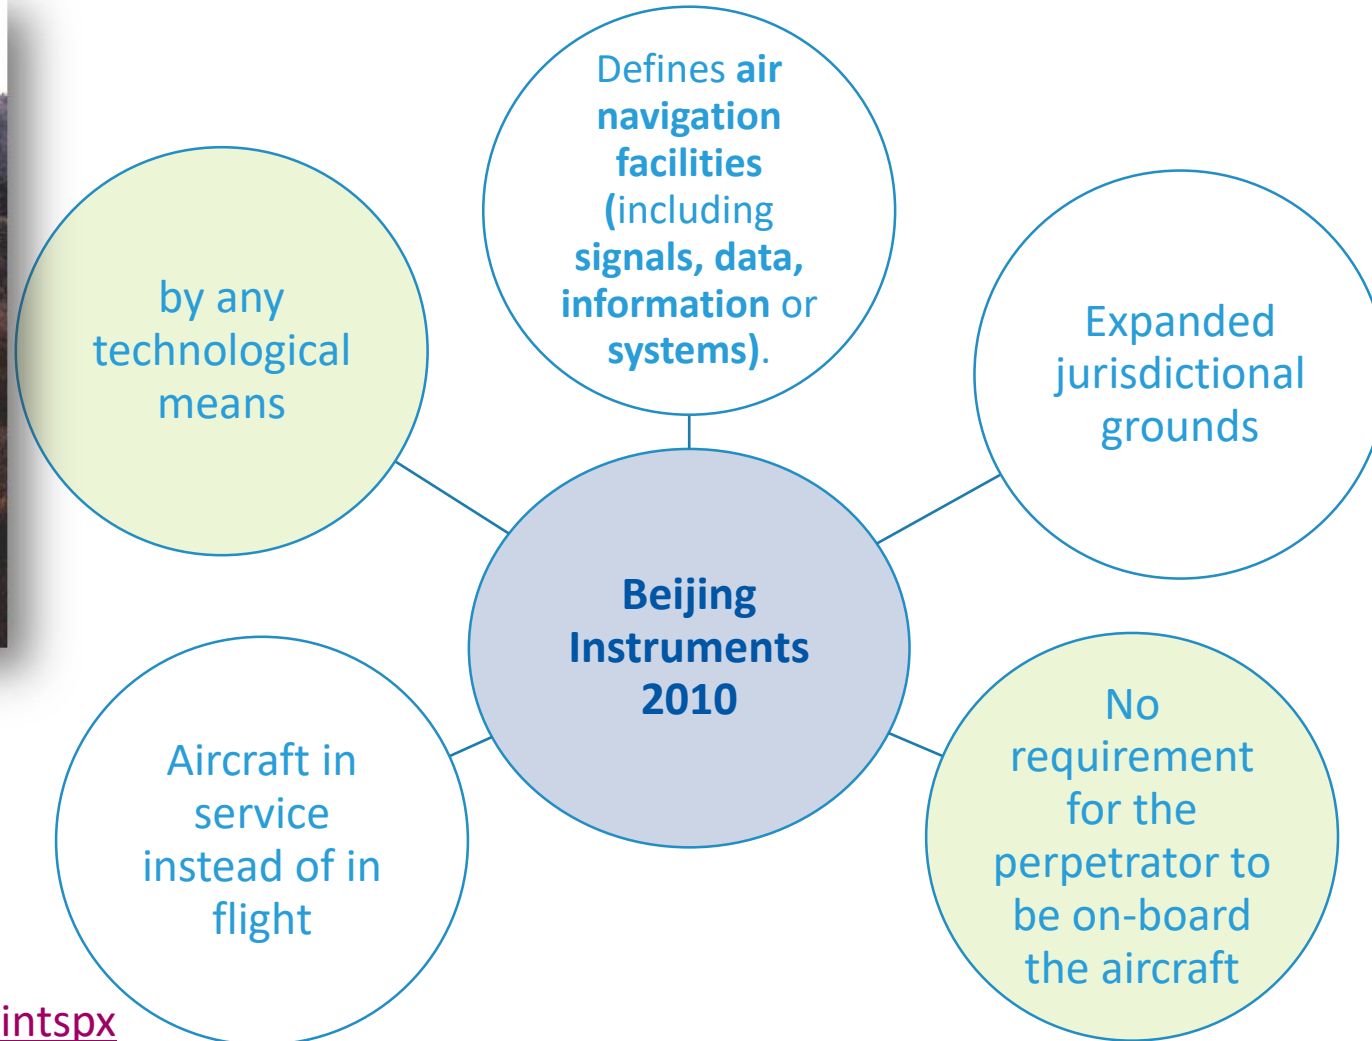 Defines air
navigation
facilities
(including
signals, data,
information or
systems).
by any
technological
means
Expanded
jurisdictional
grounds
Beijing
Instruments
2010
Aircraft in
service
instead of in
flight
No
requirement
for the
perpetrator to
be on-board
the aircraft
intspx